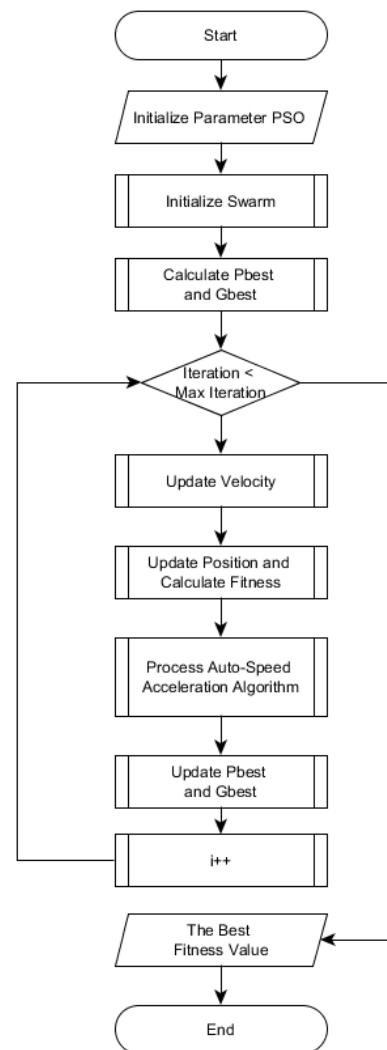 Start
Initialize Parameter PSO
Initialize Swarm
Calculate Pbest
and Gbest
Iteration <
Max Iteration
Update Velocity
Update Position and
Calculate Fitness
Process Auto-Speed
Acceleration Algorithm
Update Pbest
and Gbest
i++
The Best
Fitness Value
End